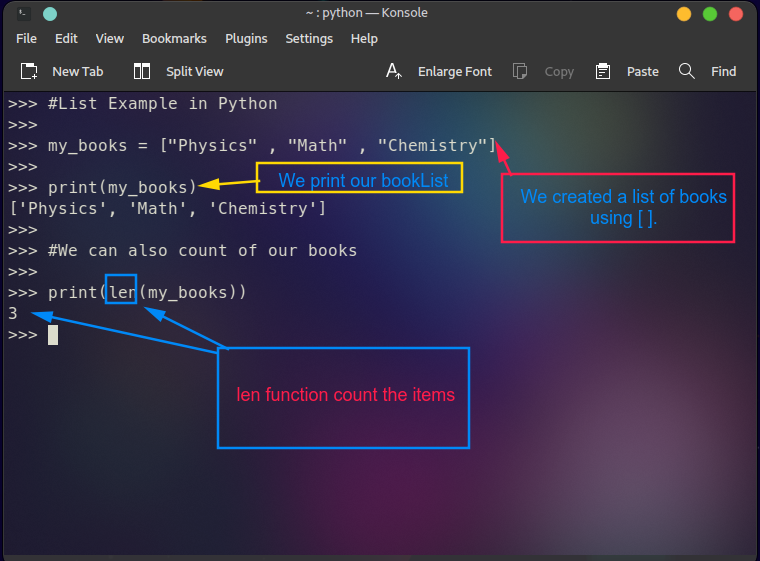 ~ : python — Konsole
File Edit View Bookmarks Plugins Settings Help
New Tab Split View Enlarge Font Copy Paste Find
>>> #List Example in Python
>>>
>>> my_books = ["Physics" , "Math" , "Chemistry"]
>>>
We print our bookList
>>> print(my_books)
We created a list of books
using [ ].
['Physics', 'Math', 'Chemistry']
>>>
>>> #We can also count of our books
>>>
>>> print(len(my_books))
3
>>>
len function count the items